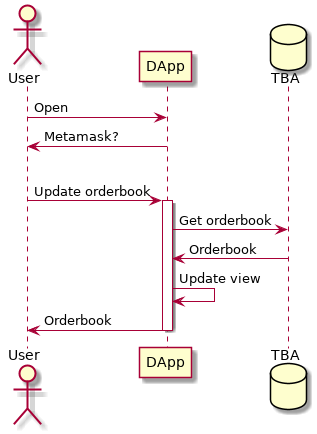 User
DApp
TBA
Open
Metamask?
Update orderbook
Get orderbook
Orderbook
Update view
Orderbook
User
DApp
TBA